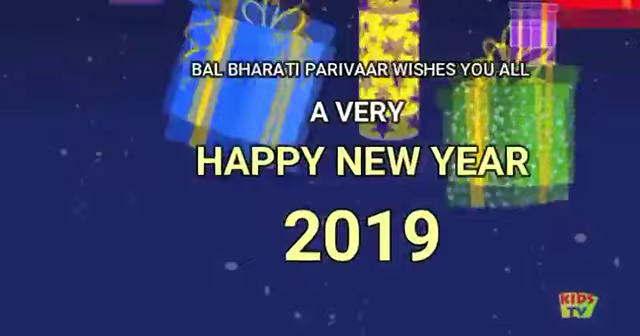 BAL BHARATI PARIVAAR WISHES YOU ALL
A VERY
HAPPY NEW YEAR
2019
KIDS
TV